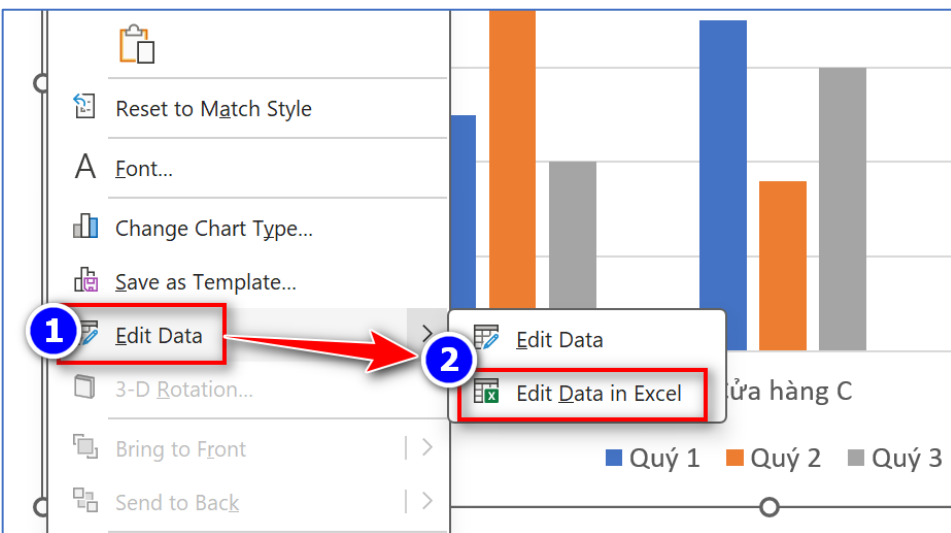 Reset to Match Style
Font...
Change Chart Type...
Save as Template...
1
Edit Data
2
Edit Data
Edit Data in Excel
3-D Rotation...
Bring to Front
Send to Back
ửa hàng C
Quý 1 Quý 2 Quý 3